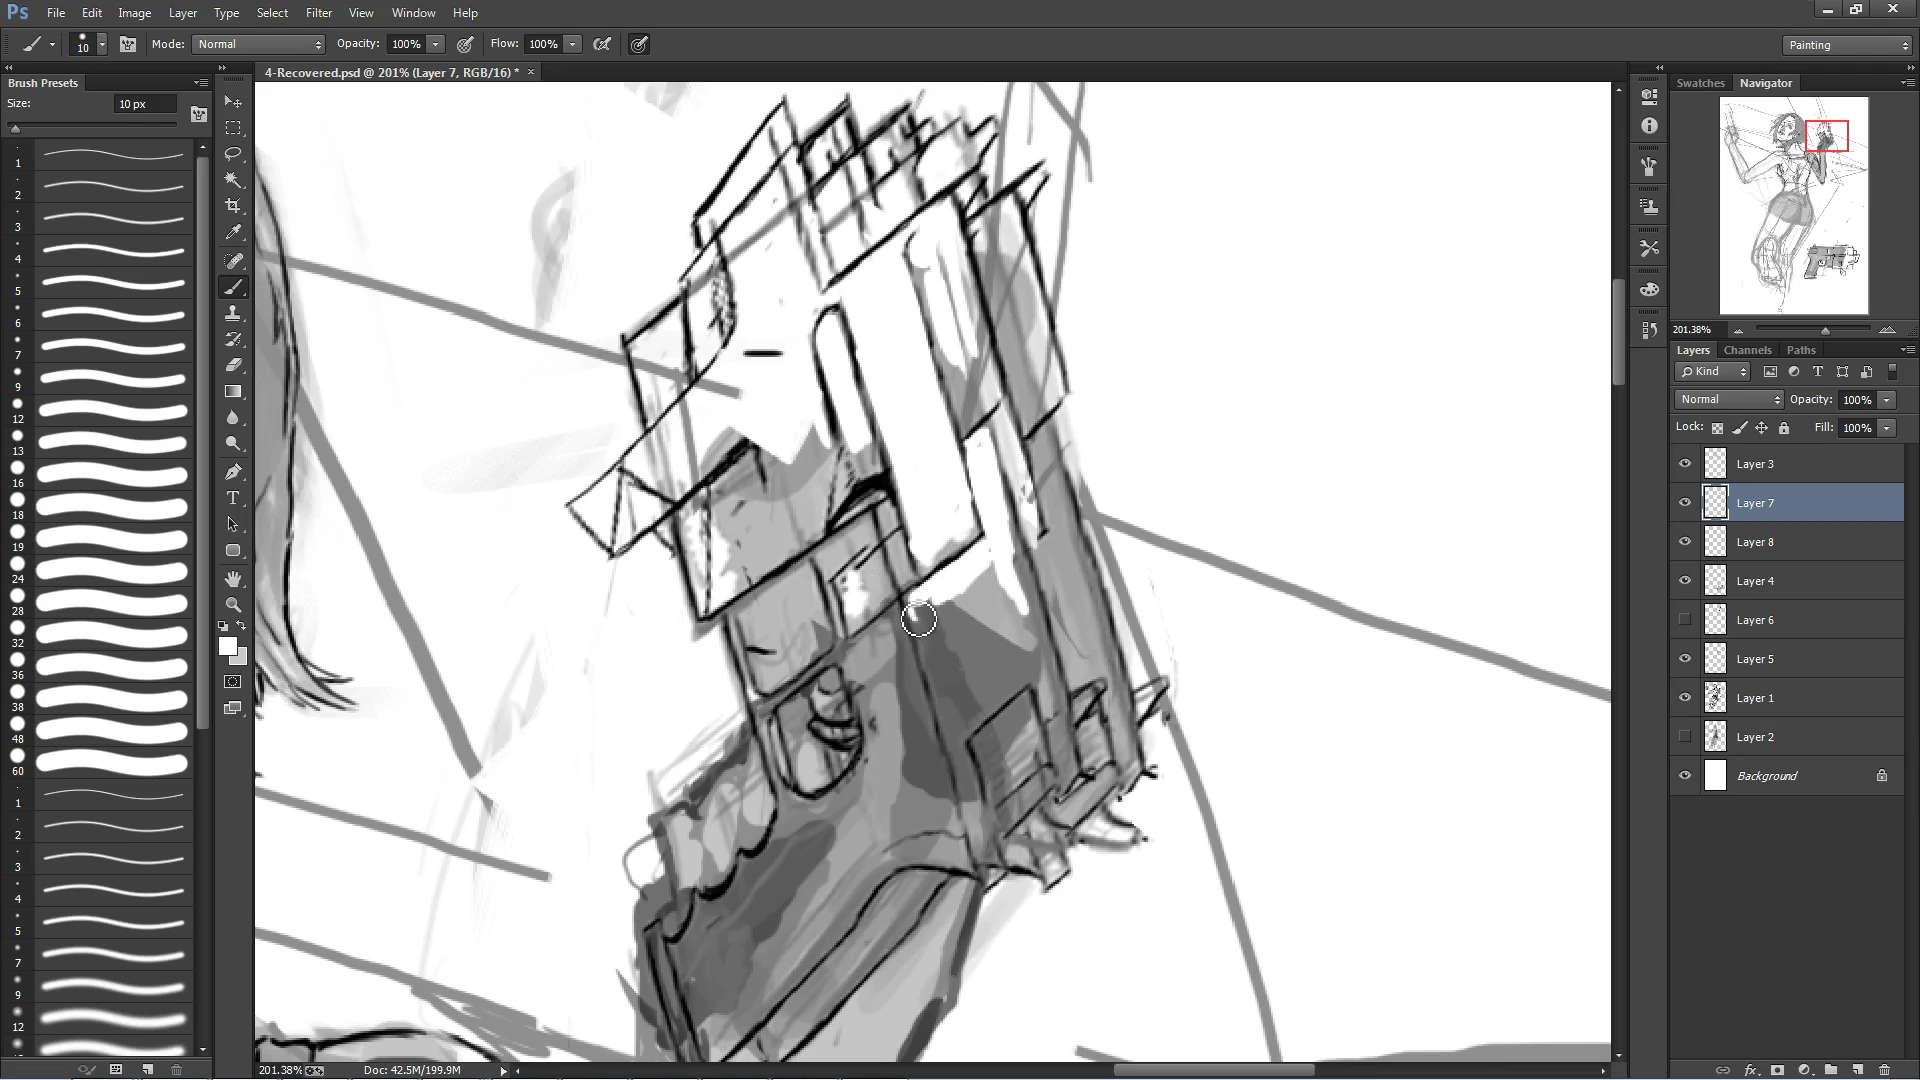 Ps File Edit Image Layer Type Select Filter View Window Help
10 Mode: Normal Opacity: 100% Flow: 100% Painting
Brush Presets
Size: 10 px
4-Recovered.psd @ 201% (Layer 7, RGB/16) * ×
Swatches Navigator
201.38%
Layers Channels Paths
Kind
Normal Opacity: 100%
Lock: Fill: 100%
Layer 3
Layer 7
Layer 8
Layer 4
Layer 6
Layer 5
Layer 1
Layer 2
Background
1
2
3
4
5
6
7
9
12
13
16
18
19
24
28
32
36
38
48
60
1
2
3
4
5
7
9
12
201.38% Doc: 42.5M/199.9M